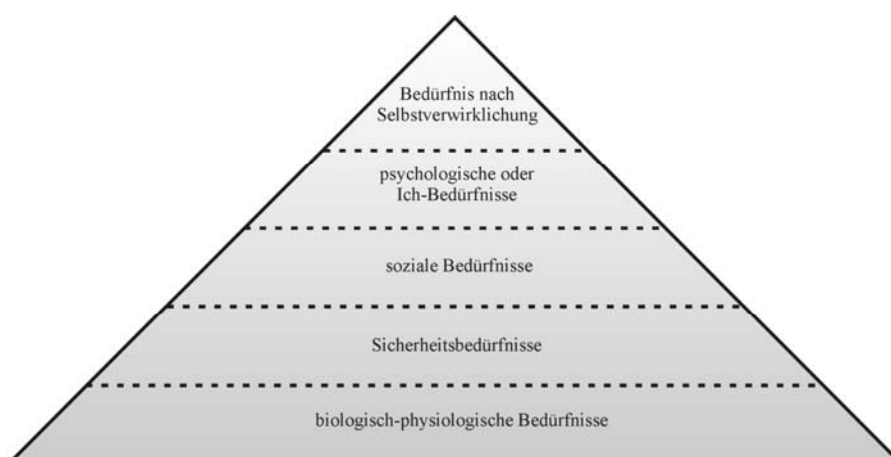 Bedürfnis nach
Selbstverwirklichung
psychologische oder
Ich-Bedürfnisse
soziale Bedürfnisse
Sicherheitsbedürfnisse
biologisch-physiologische Bedürfnisse